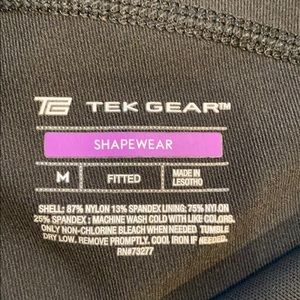 TG TEK GEAR™
SHAPEWEAR
M FITTED MADE IN LESOTHO
SHELL: 87% NYLON 13% SPANDEX LINING: 75% NYLON
25% SPANDEX : MACHINE WASH COLD WITH LIKE COLORS.
ONLY NON-CHLORINE BLEACH WHEN NEEDED TUMBLE
DRY LOW. REMOVE PROMPTLY. COOL IRON IF NEEDED.
RN#73277